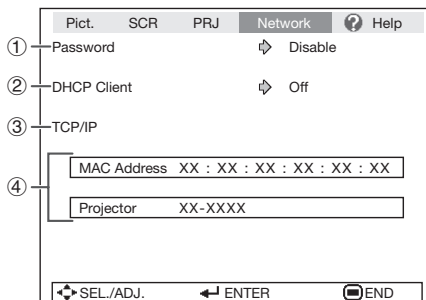 Pict. SCR PRJ Network ? Help
① Password Disable
② DHCP Client Off
③ TCP/IP
④
MAC Address XX : XX : XX : XX : XX : XX
Projector XX-XXXX
SEL./ADJ. ENTER END